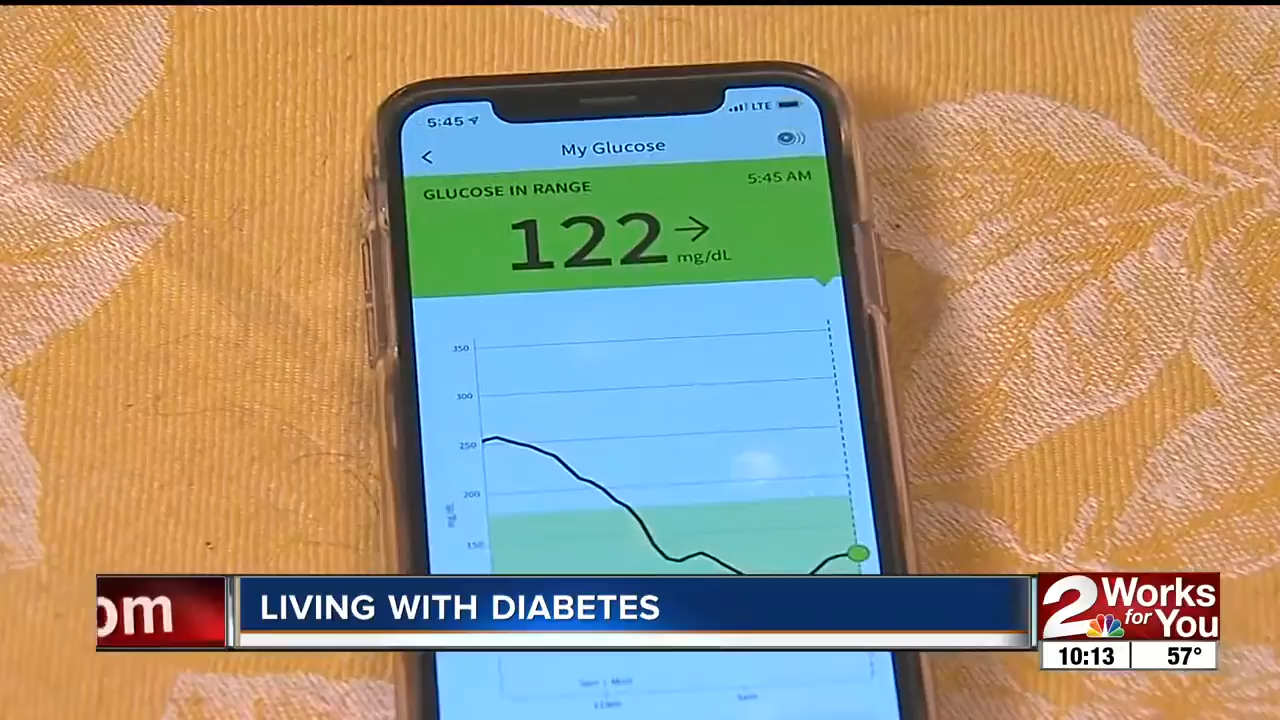 5:45 LTE
My Glucose
GLUCOSE IN RANGE 5:45 AM
122
mg/dL
350
300
250
200
150
om LIVING WITH DIABETES
2 Works
for You
10:13 57°